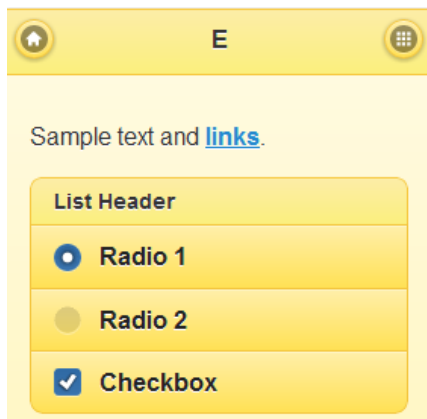 E
Sample text and links.
List Header
Radio 1
Radio 2
Checkbox